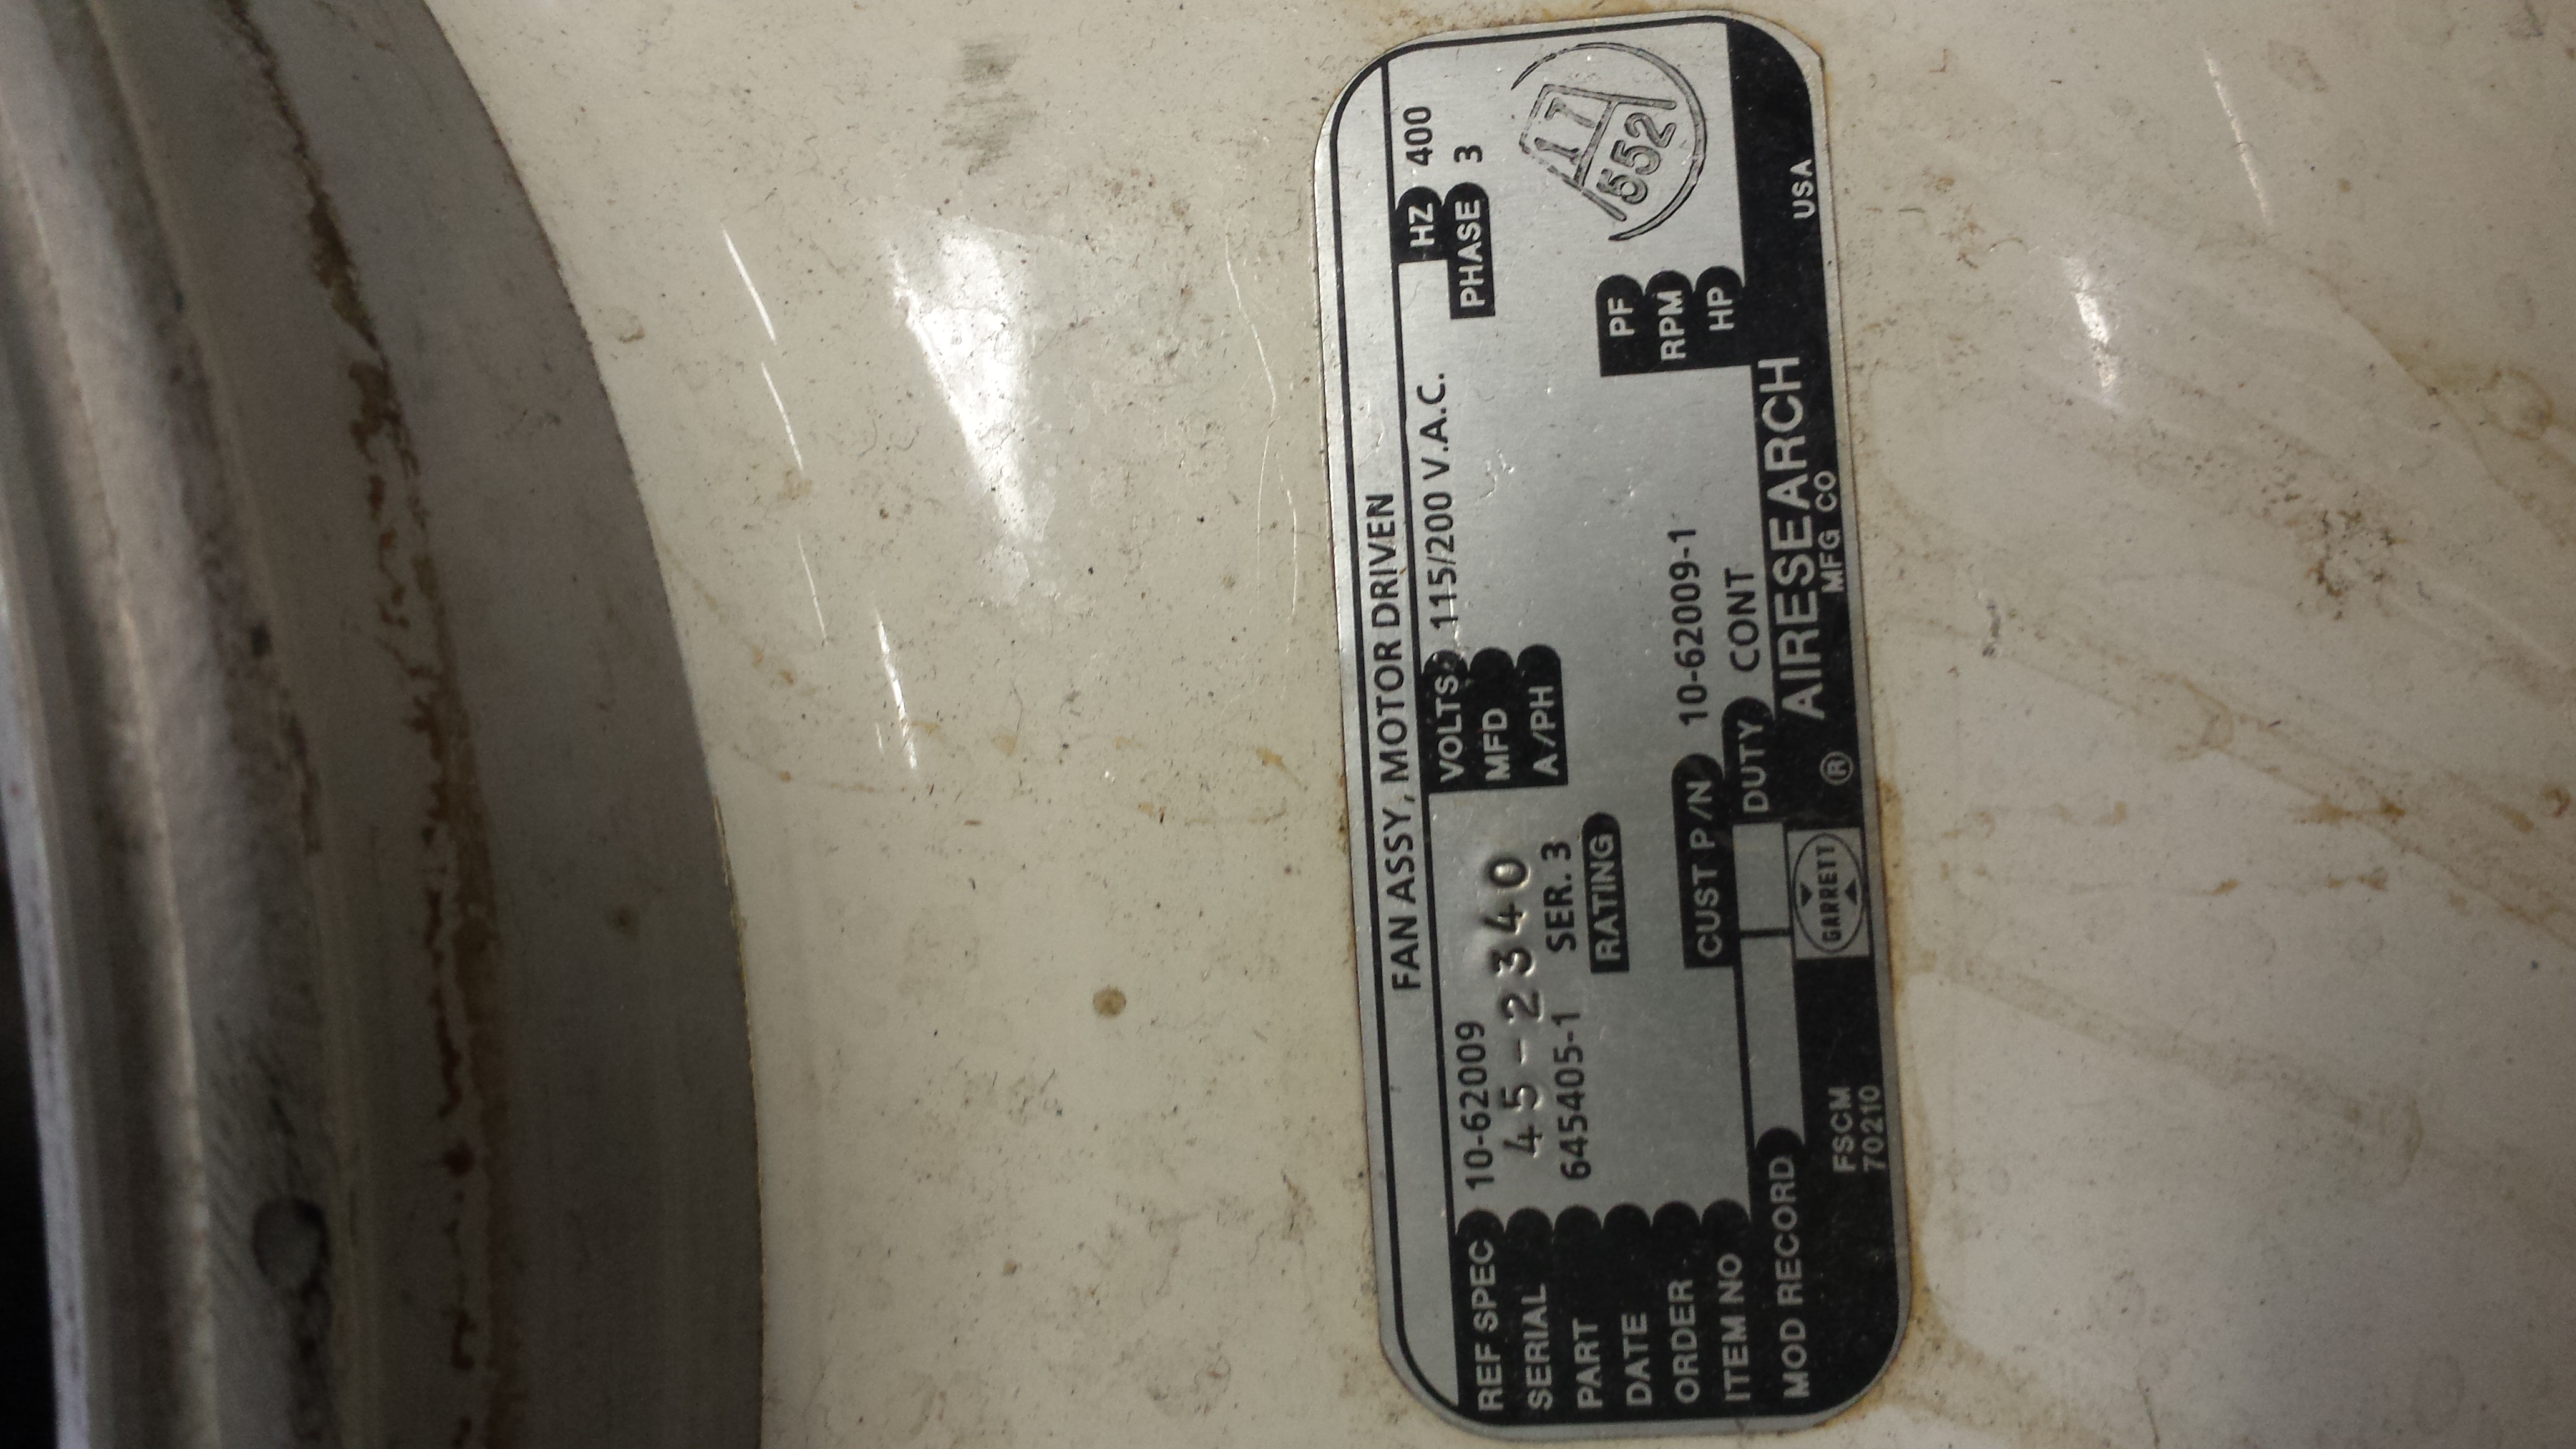 FAN ASSY, MOTOR DRIVEN
REF SPEC 10-62009 VOLTS 115/200 V.A.C. HZ 400
SERIAL 45-2340 MFD PHASE 3
PART 645405-1 SER. 3 A/PH
DATE RATING
ORDER PF
ITEM NO CUST P/N 10-62009-1 RPM
MOD RECORD DUTY CONT HP
AIT
552
FSCM
70210
GARRETT
® AIRESEARCH
MFG CO
USA